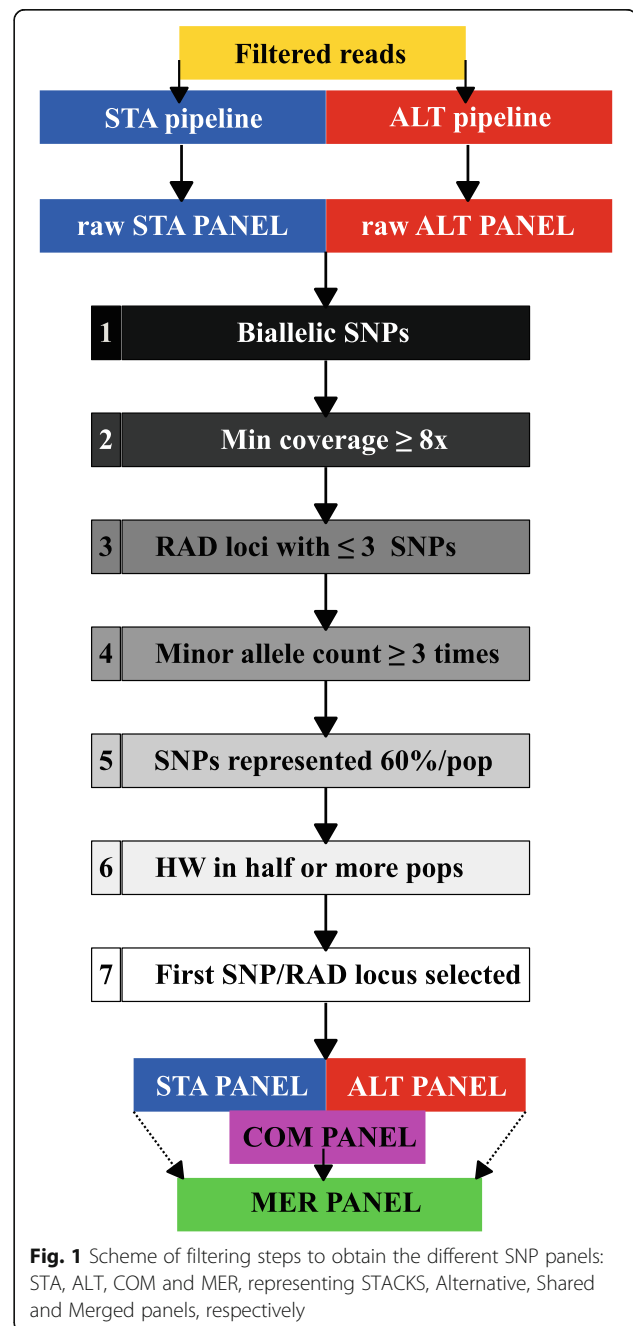 Filtered reads
STA pipeline ALT pipeline
raw STA PANEL raw ALT PANEL
1 Biallelic SNPs
2 Min coverage ≥ 8x
3 RAD loci with ≤ 3 SNPs
4 Minor allele count ≥ 3 times
5 SNPs represented 60%/pop
6 HW in half or more pops
7 First SNP/RAD locus selected
STA PANEL ALT PANEL
COM PANEL
MER PANEL
Fig. 1 Scheme of filtering steps to obtain the different SNP panels:
STA, ALT, COM and MER, representing STACKS, Alternative, Shared
and Merged panels, respectively